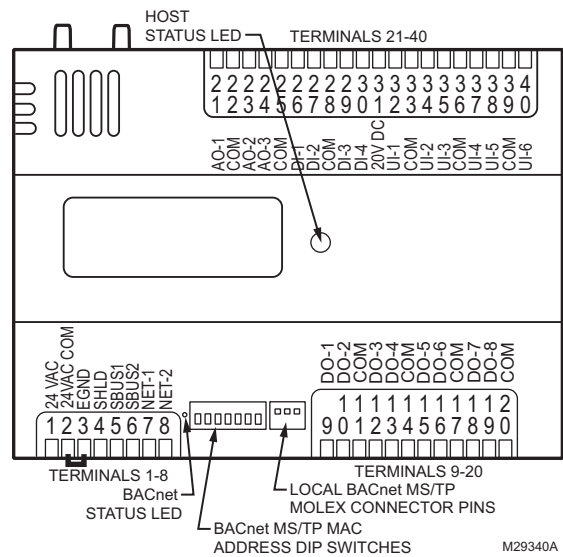 HOST
STATUS LED
TERMINALS 21-40
2 2 2 2 2 2 2 2 2 3 3 3 3 3 3 3 3 3 3 4
1 2 3 4 5 6 7 8 9 0 1 2 3 4 5 6 7 8 9 0
AO-1
COM
AO-2
AO-3
COM
DI-1
DI-2
COM
DI-3
DI-4
20V DC
UI-1
COM
UI-2
UI-3
COM
UI-4
UI-5
COM
UI-6
24 VAC
24VAC COM
EGND
SHLD
SBUS1
SBUS2
NET-1
NET-2
1 2 3 4 5 6 7 8
DO-1
DO-2
COM
DO-3
DO-4
COM
DO-5
DO-6
COM
DO-7
DO-8
COM
1 1 1 1 1 1 1 1 1 1 2
9 0 1 2 3 4 5 6 7 8 9 0
TERMINALS 1-8
TERMINALS 9-20
BACnet
STATUS LED
LOCAL BACnet MS/TP
MOLEX CONNECTOR PINS
BACnet MS/TP MAC
ADDRESS DIP SWITCHES
M29340A